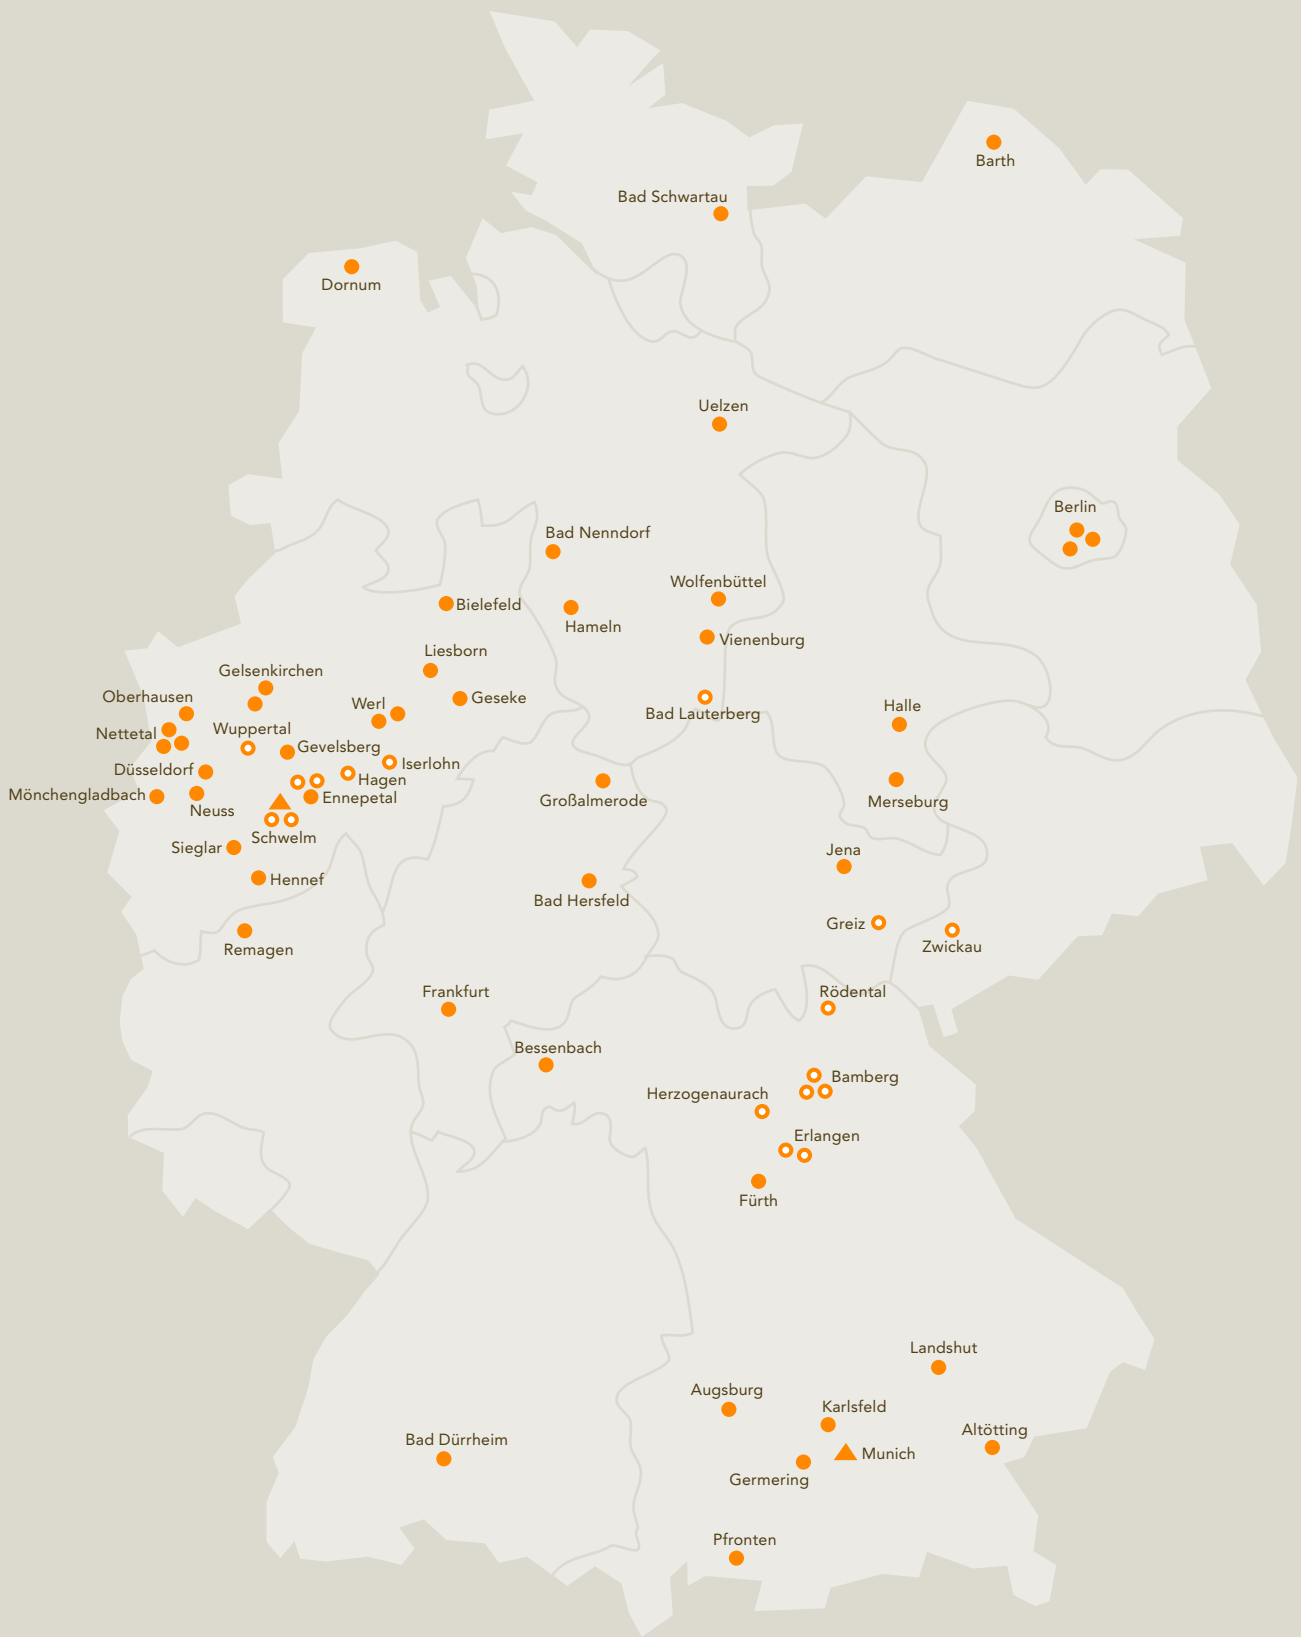 Barth
Bad Schwartau
Dornum
Uelzen
Berlin
Bad Nenndorf
Wolfenbüttel
Bielefeld
Hameln
Vienenburg
Liesborn
Gelsenkirchen
Oberhausen
Geseke
Werl
Halle
Bad Lauterberg
Wuppertal
Nettetal
Gevelsberg
Iserlohn
Düsseldorf
Hagen
Mönchengladbach
Ennepetal
Großalmerode
Merseburg
Neuss
Schwelm
Sieglar
Jena
Hennef
Bad Hersfeld
Greiz
Zwickau
Remagen
Frankfurt
Rödental
Bessenbach
Bamberg
Herzogenaurach
Erlangen
Fürth
Landshut
Augsburg
Karlsfeld
Altötting
Bad Dürrheim
Munich
Germering
Pfronten